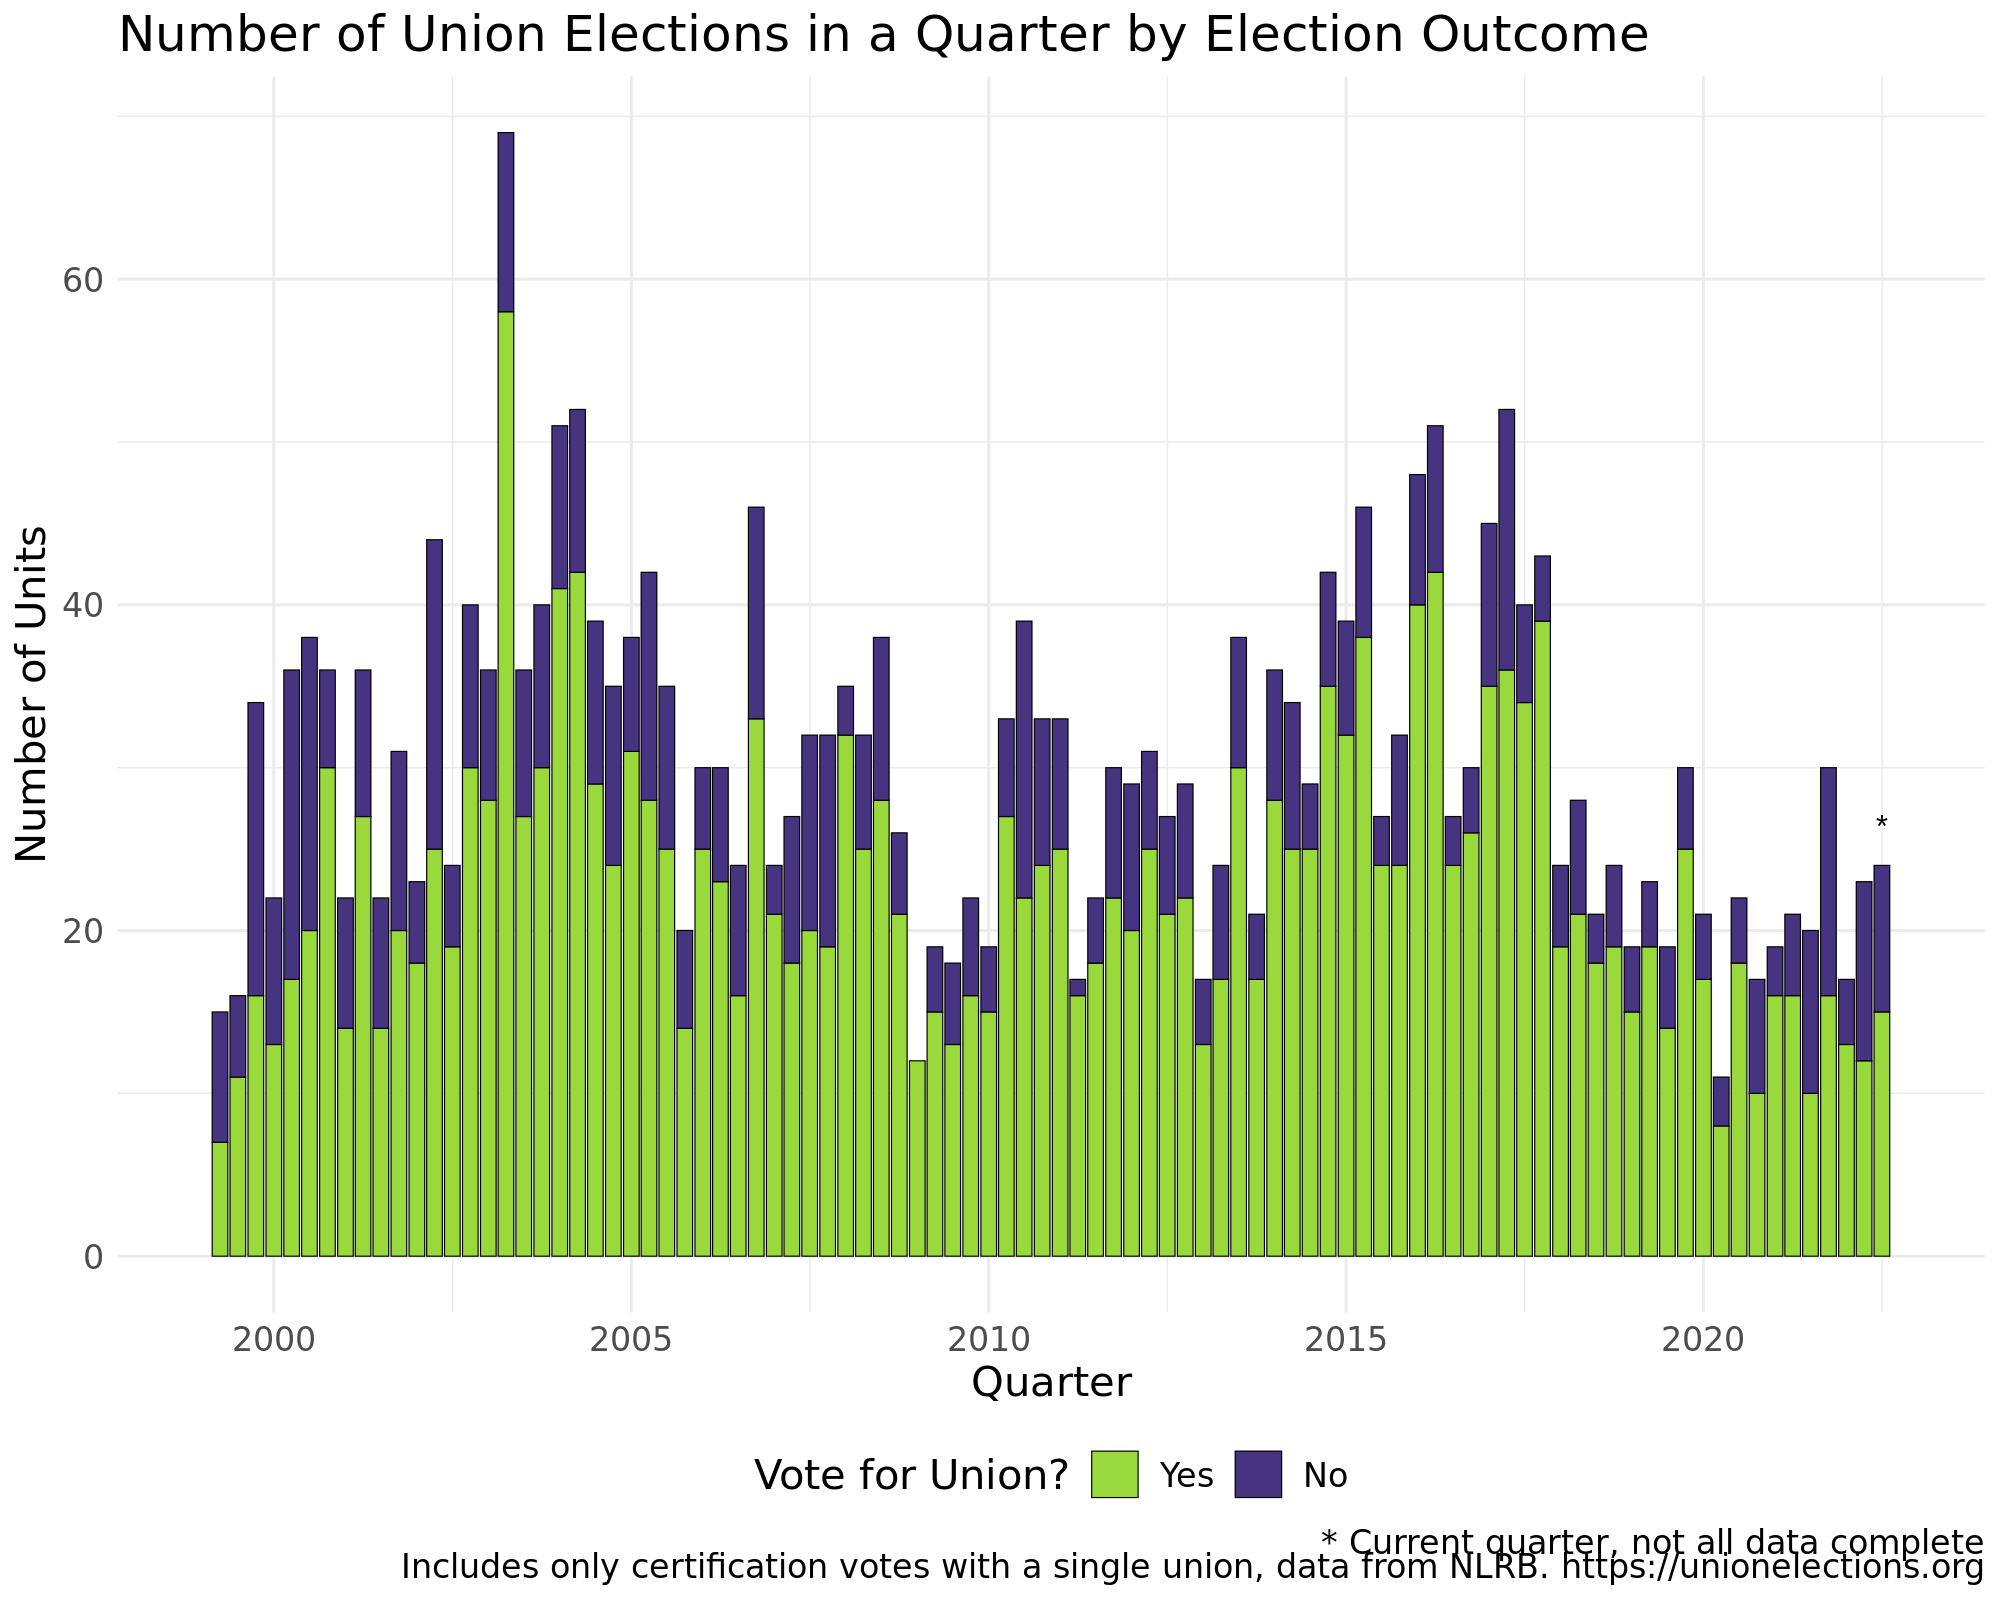 Number of Union Elections in a Quarter by Election Outcome
Number of Units
60
40
20
0
*
2000 2005 2010 2015 2020
Quarter
Vote for Union? Yes No
* Current quarter, not all data complete
Includes only certification votes with a single union, data from NLRB. https://unionelections.org